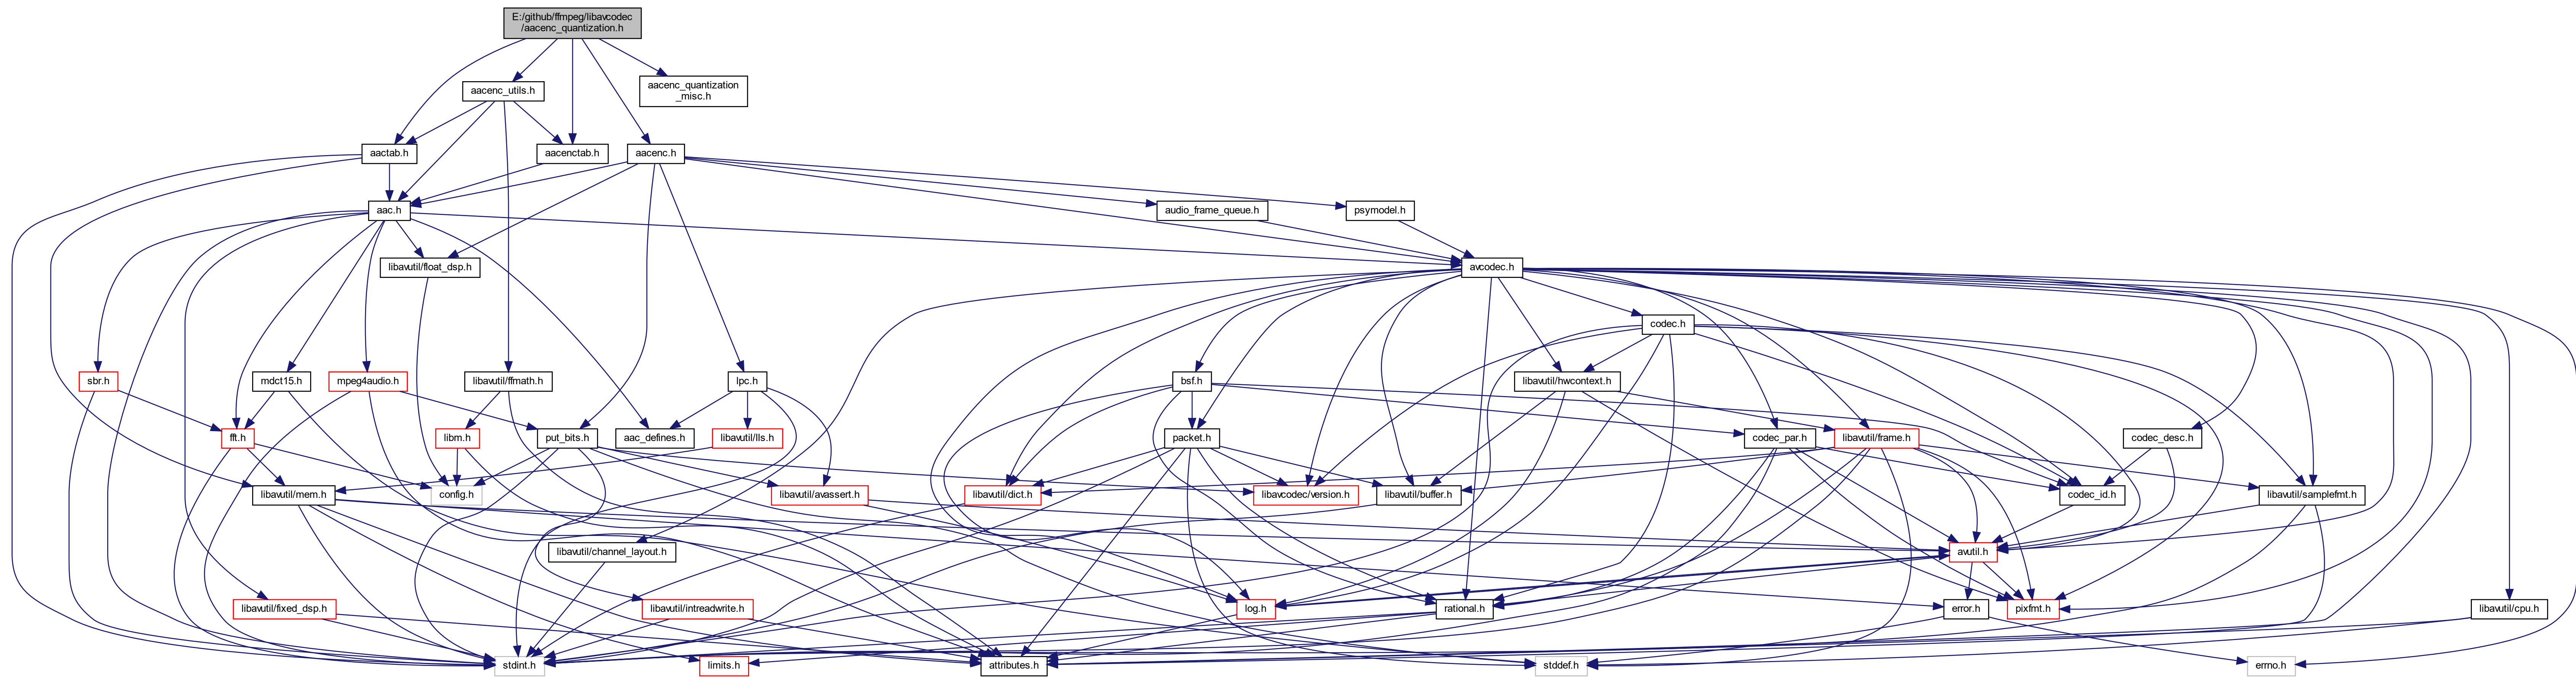 E:/github/ffmpeg/libavcodec
/aacenc_quantization.h
aacenc_utils.h
aacenc_quantization
_misc.h
aactab.h
aacenctab.h
aacenc.h
aac.h
audio_frame_queue.h
psymodel.h
libavutil/float_dsp.h
avcodec.h
codec.h
sbr.h
mdct15.h
mpeg4audio.h
libavutil/ffmath.h
lpc.h
bsf.h
libavutil/hwcontext.h
fft.h
libm.h
put_bits.h
aac_defines.h
libavutil/lls.h
packet.h
codec_par.h
libavutil/frame.h
codec_desc.h
libavutil/mem.h
config.h
libavutil/avassert.h
libavutil/dict.h
libavcodec/version.h
libavutil/buffer.h
codec_id.h
libavutil/samplefmt.h
libavutil/channel_layout.h
avutil.h
libavutil/fixed_dsp.h
libavutil/intreadwrite.h
log.h
rational.h
error.h
pixfmt.h
libavutil/cpu.h
stdint.h
limits.h
attributes.h
stddef.h
errno.h